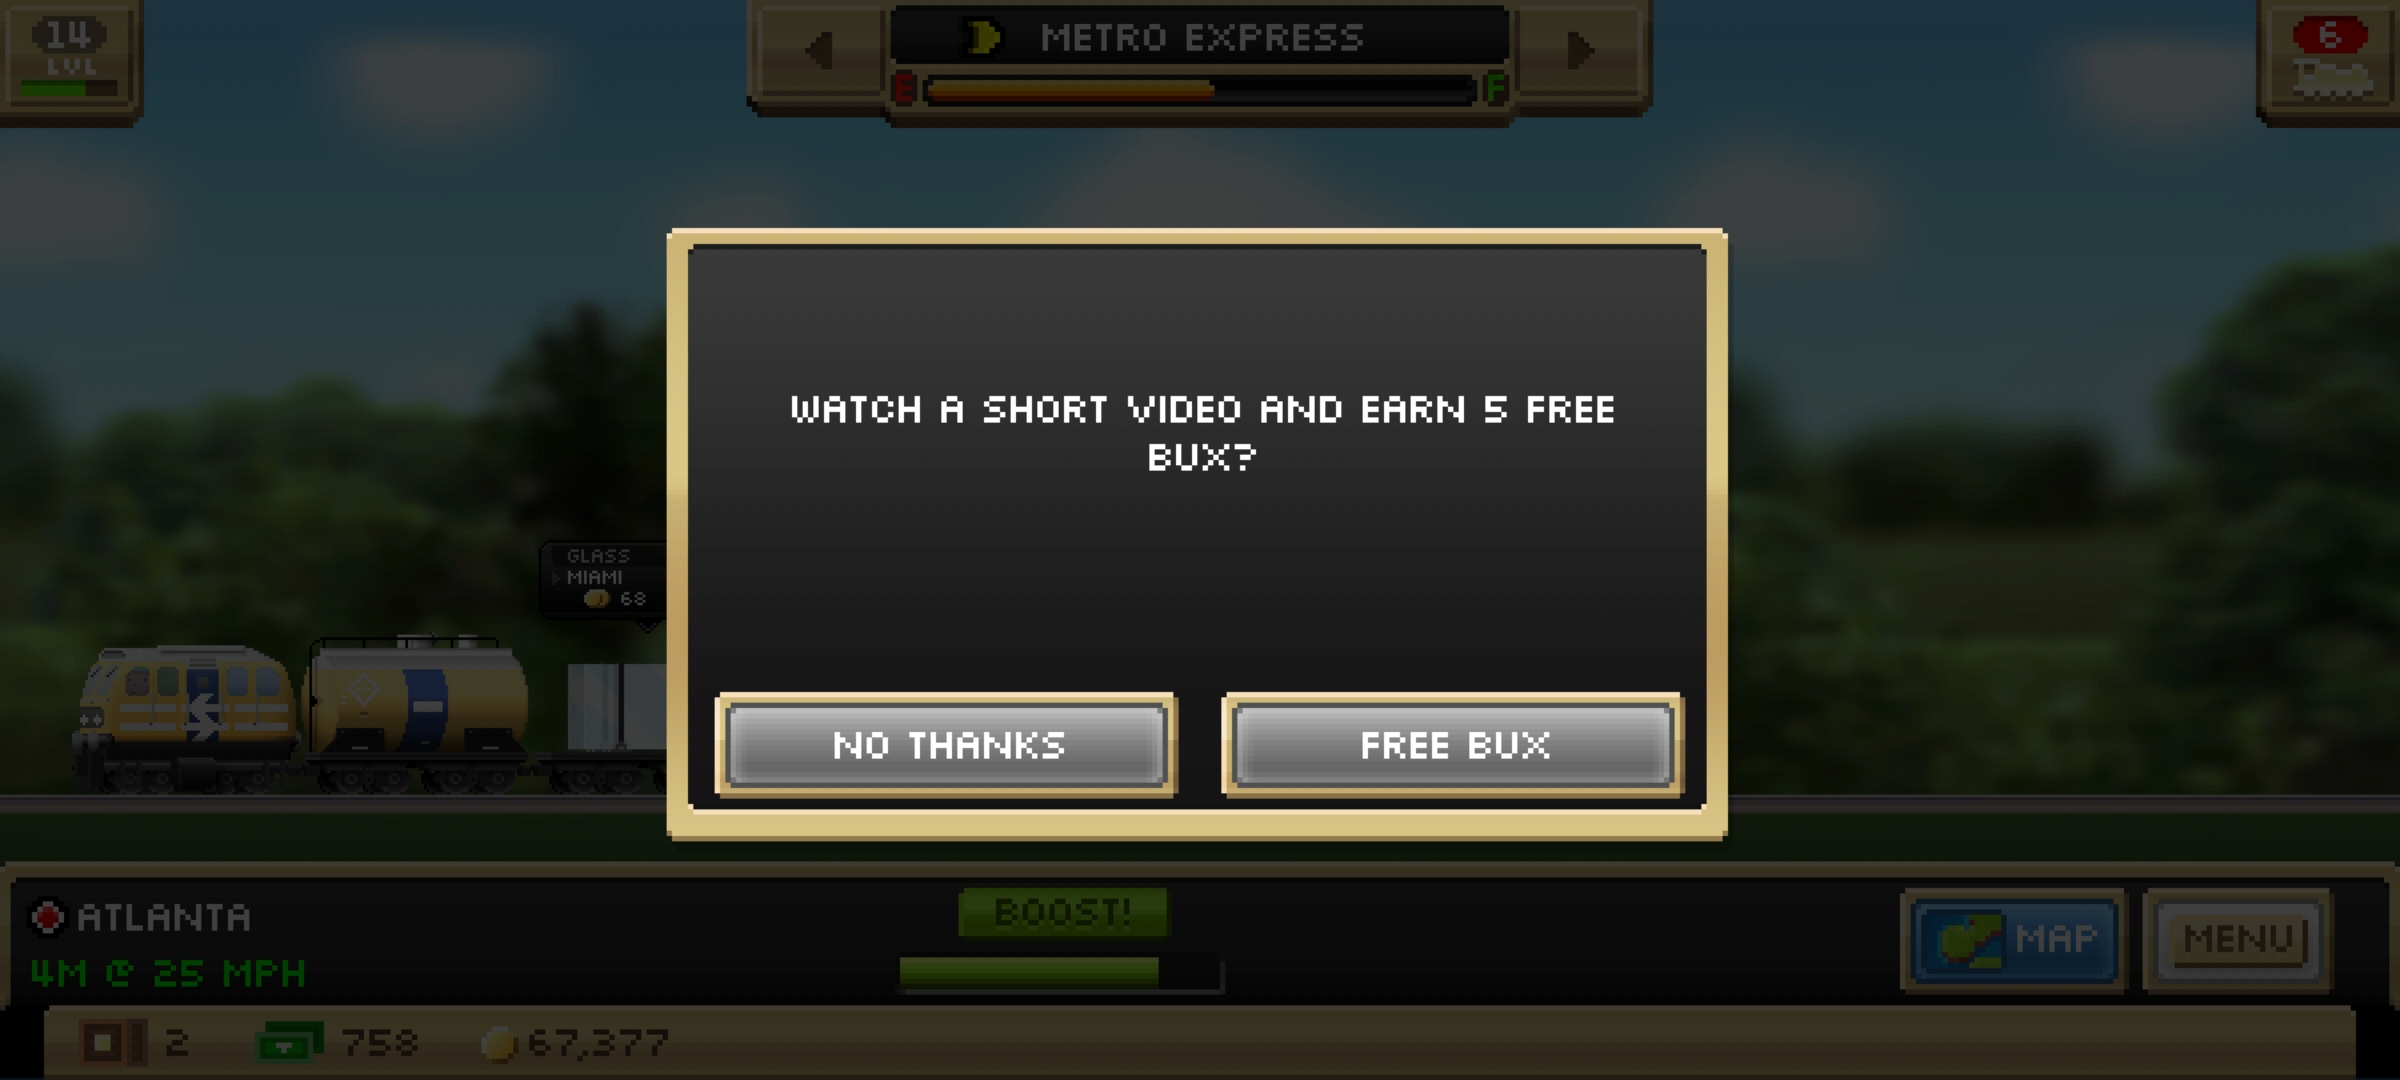 14
LVL
METRO EXPRESS
E
F
6
WATCH A SHORT VIDEO AND EARN 5 FREE
BUX?
GLASS
MIAMI
68
NO THANKS
FREE BUX
ATLANTA
4M @ 25 MPH
BOOST!
MAP
MENU
2
758
67,377